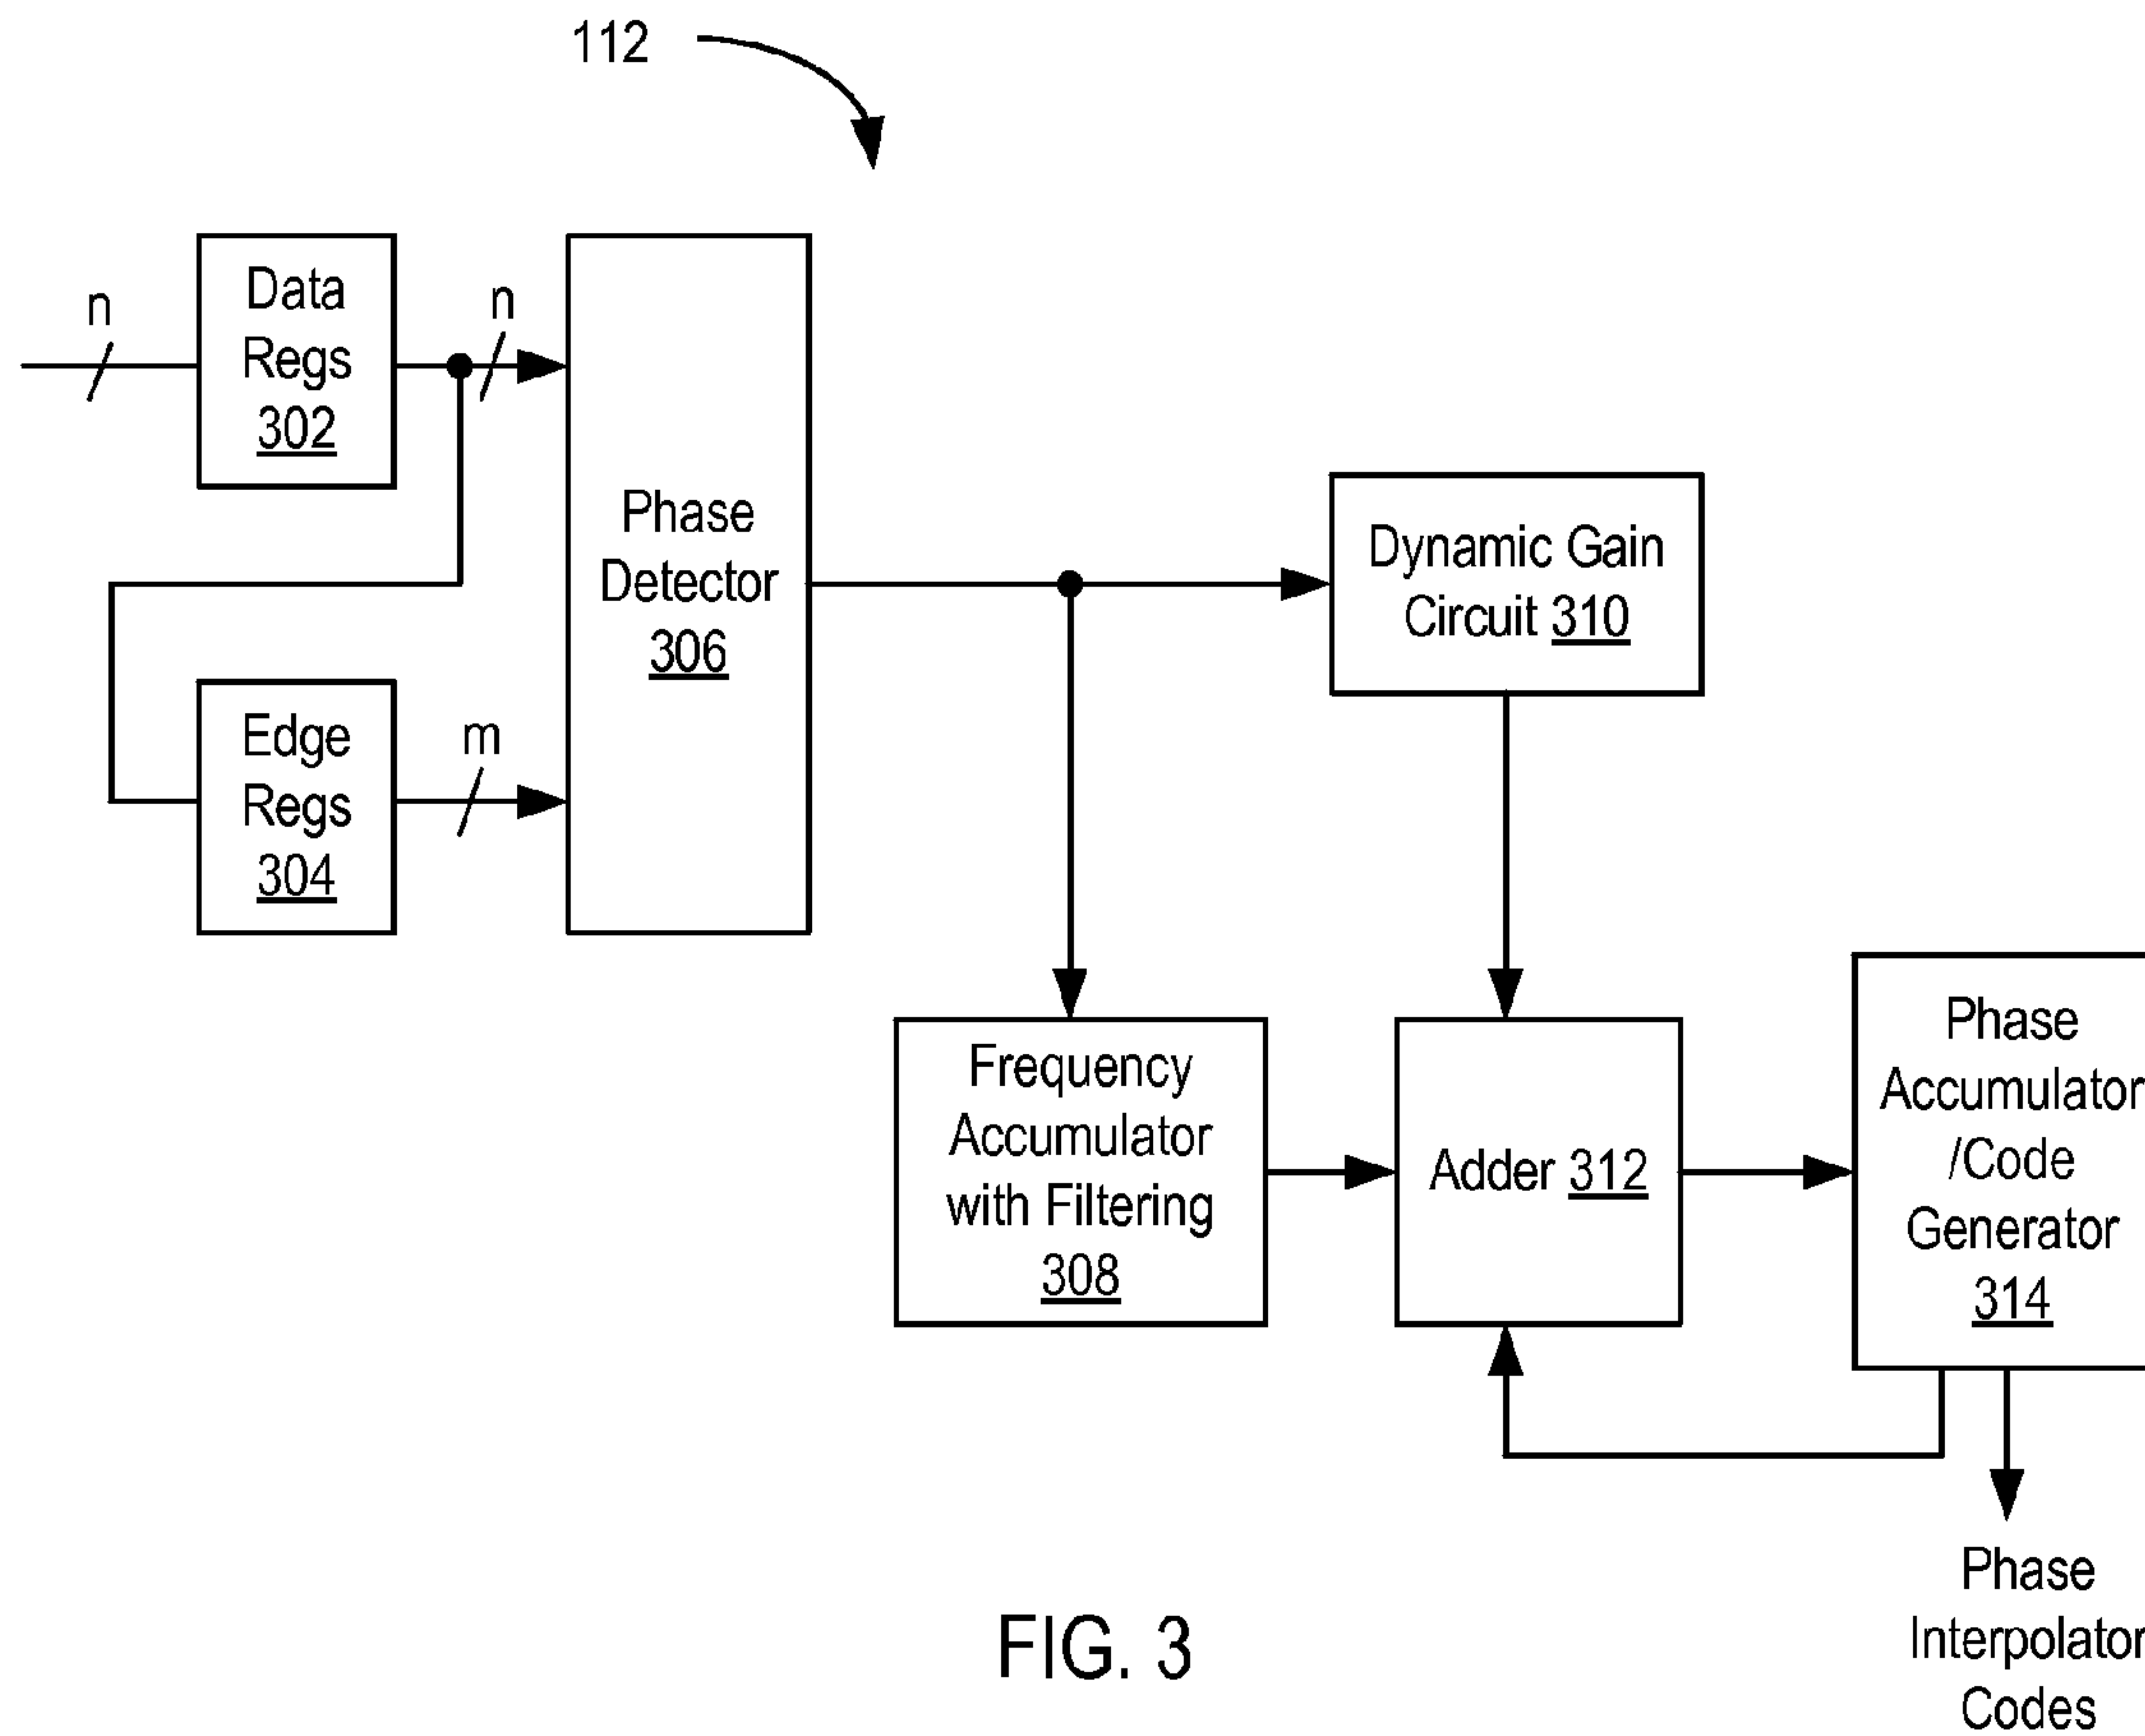 112
n
Data
Regs
302
n
Phase
Detector
306
Edge
Regs
304
m
Dynamic Gain
Circuit 310
Frequency
Accumulator
with Filtering
308
Adder 312
Phase
Accumulator
/Code
Generator
314
Phase
Interpolator
Codes
FIG. 3